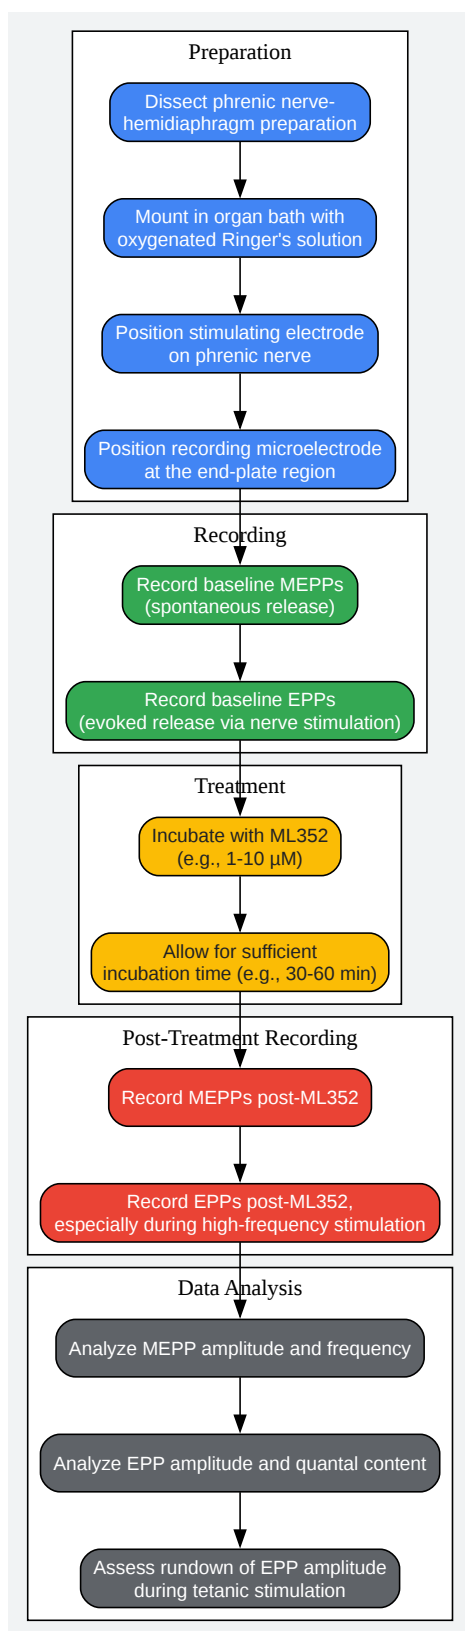 Preparation
Dissect phrenic nerve-
hemidiaphragm preparation
Mount in organ bath with
oxygenated Ringer's solution
Position stimulating electrode
on phrenic nerve
Position recording microelectrode
at the end-plate region
Recording
Record baseline MEPPs
(spontaneous release)
Record baseline EPPs
(evoked release via nerve stimulation)
Treatment
Incubate with ML352
(e.g., 1-10 µM)
Allow for sufficient
incubation time (e.g., 30-60 min)
Post-Treatment Recording
Record MEPPs post-ML352
Record EPPs post-ML352,
especially during high-frequency stimulation
Data Analysis
Analyze MEPP amplitude and frequency
Analyze EPP amplitude and quantal content
Assess rundown of EPP amplitude
during tetanic stimulation